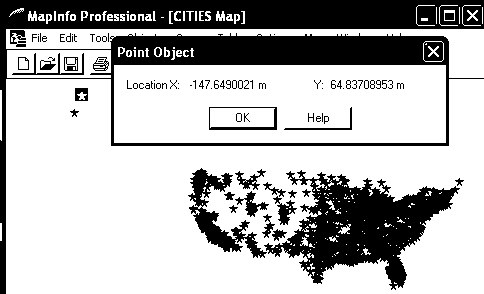 MapInfo Professional - [CITIES Map]
File Edit Tools
Point Object
Location X: -147.6490021 m Y: 64.83708953 m
OK Help